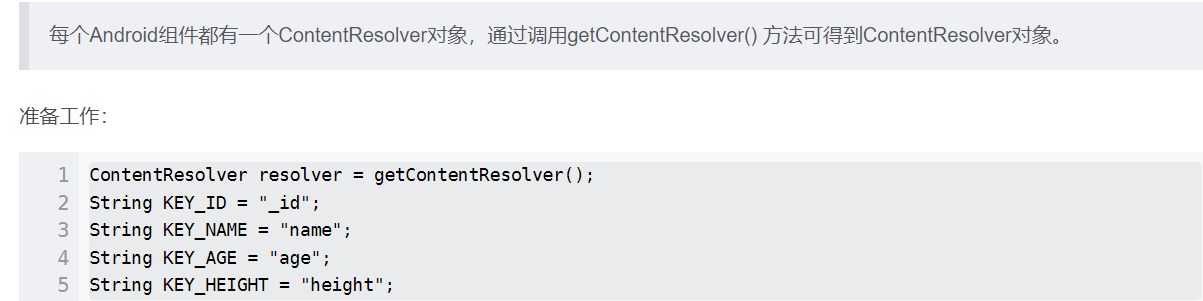 每个Android组件都有一个ContentResolver对象，通过调用getContentResolver() 方法可得到ContentResolver对象。
准备工作：
1 ContentResolver resolver = getContentResolver();
2 String KEY_ID = "_id";
3 String KEY_NAME = "name";
4 String KEY_AGE = "age";
5 String KEY_HEIGHT = "height";